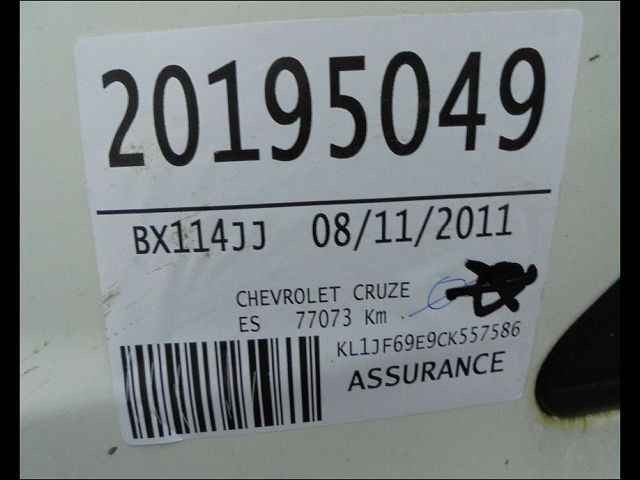 20195049
BX114JJ 08/11/2011
CHEVROLET CRUZE
ES 77073 Km
KL1JF69E9CK557586
ASSURANCE